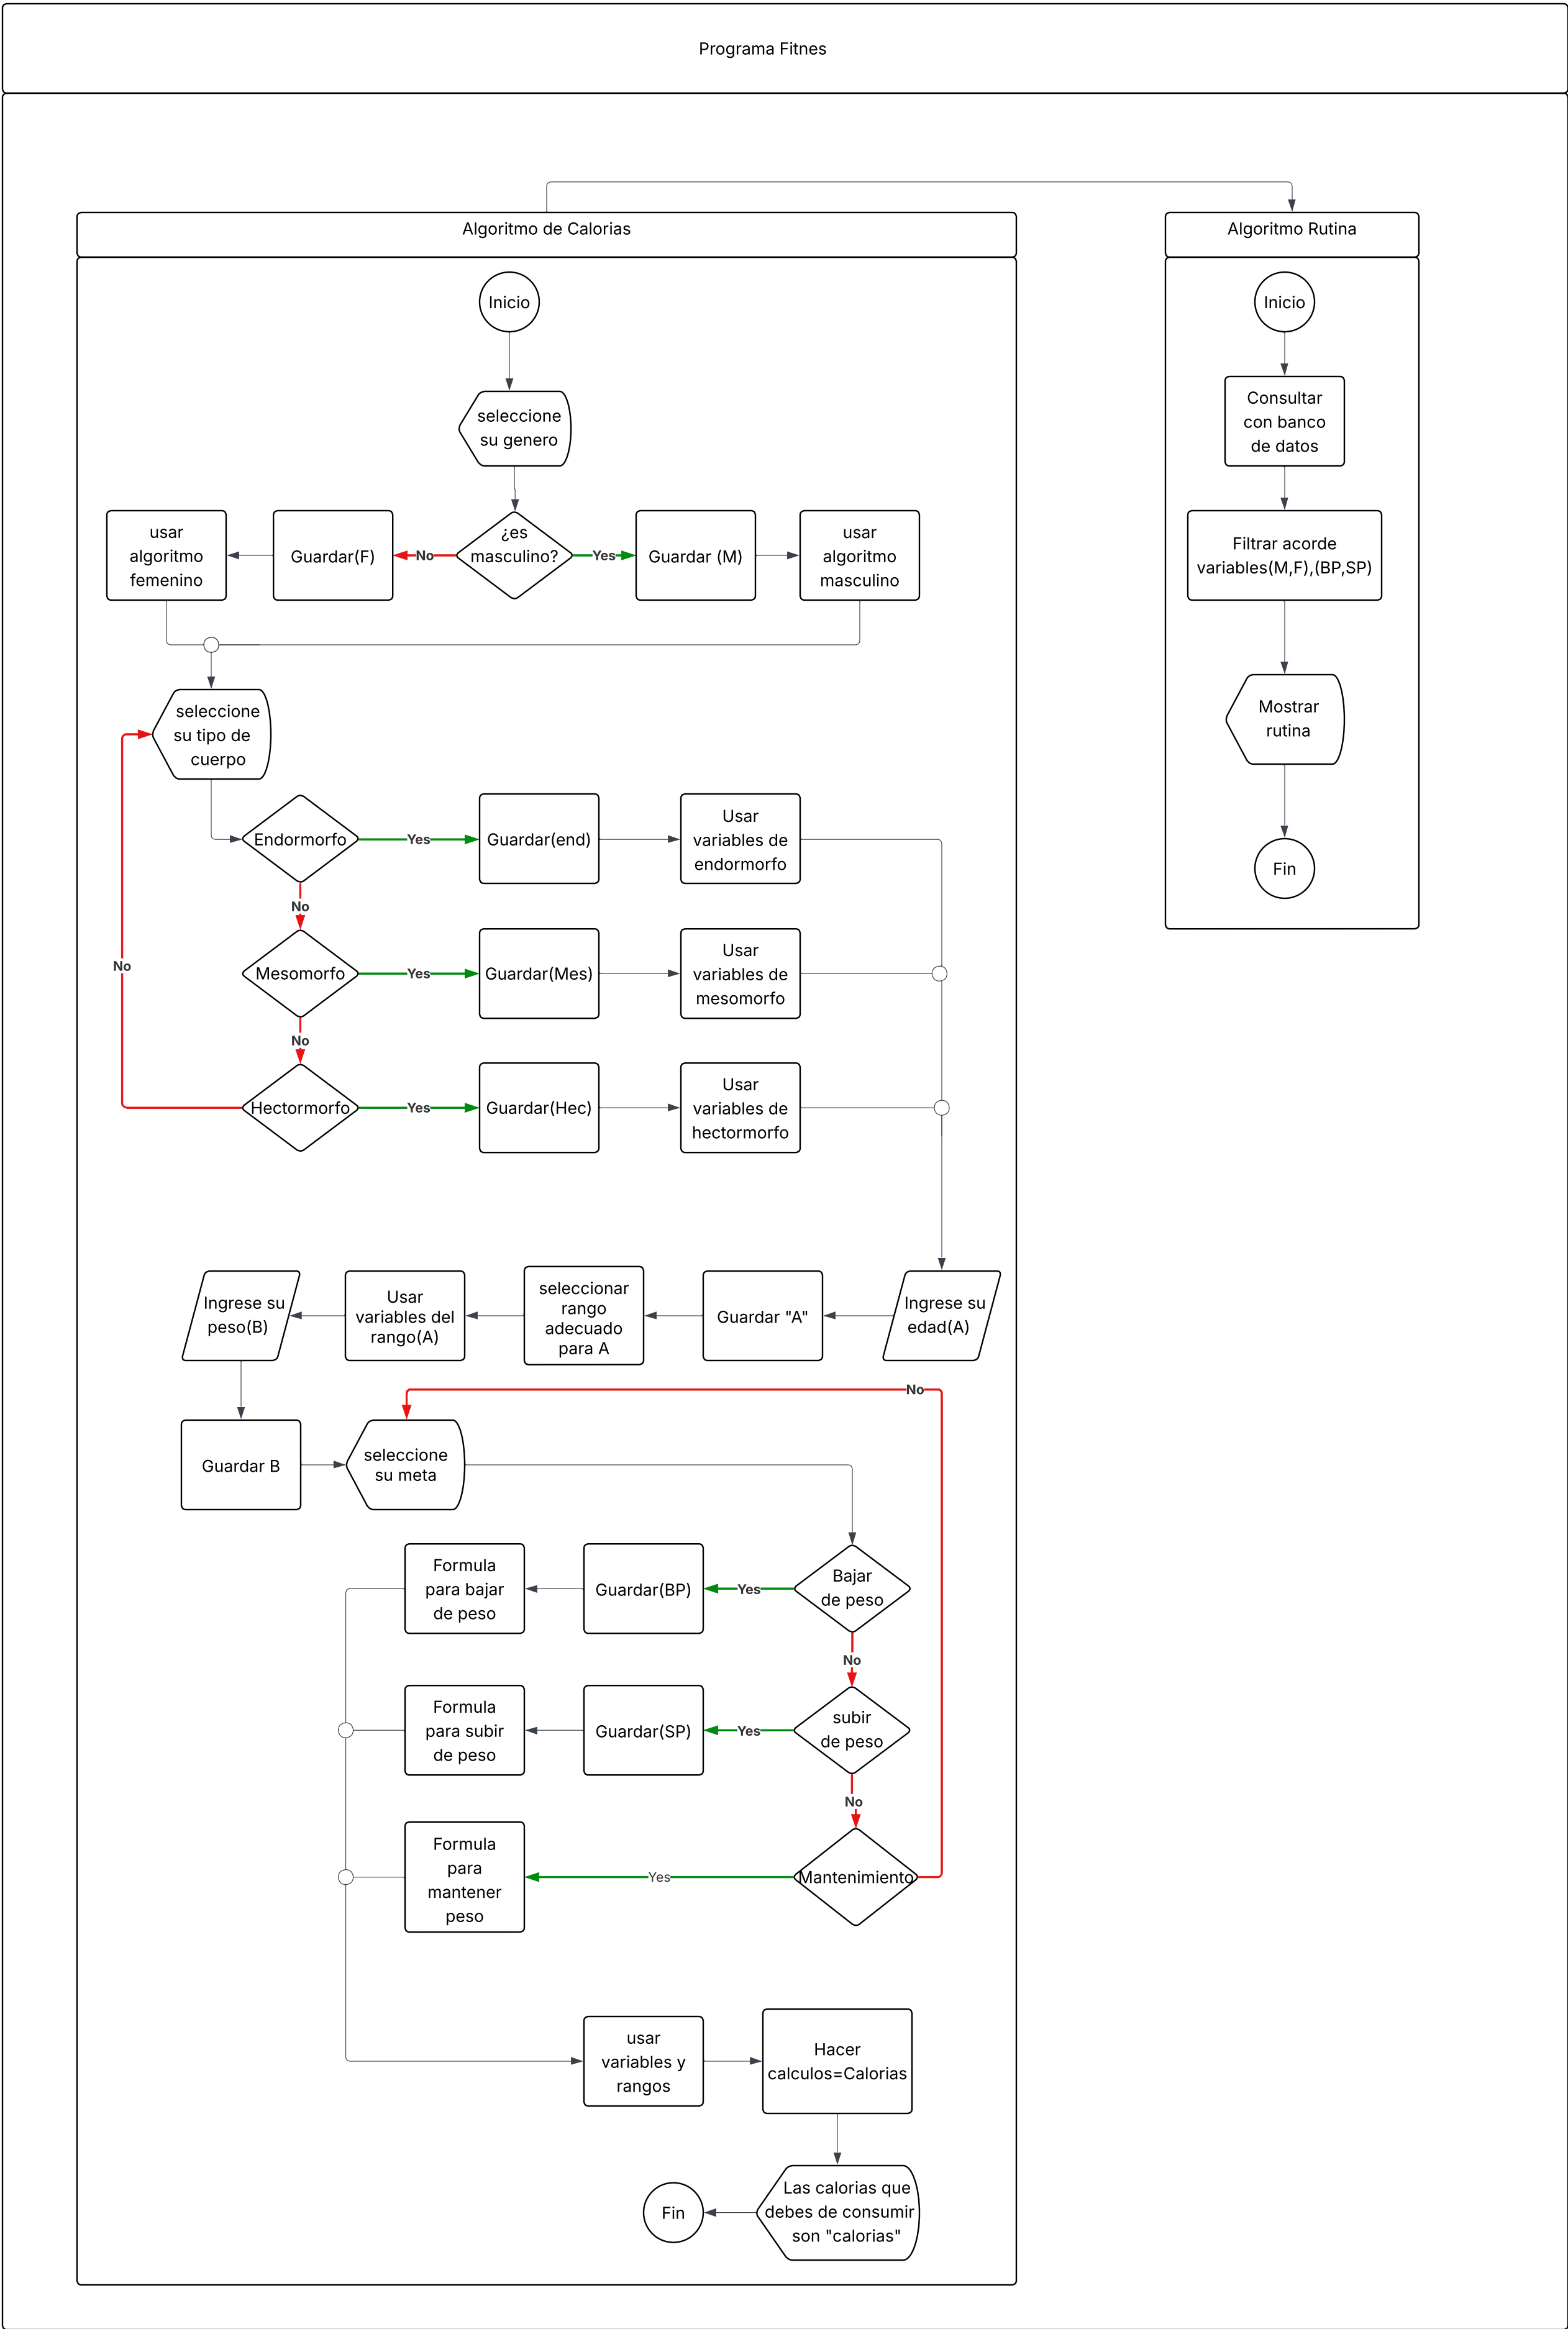 Programa Fitnes
Algoritmo de Calorias
Inicio
seleccione
su genero
¿es
masculino?
No
Yes
Guardar(F)
usar
algoritmo
femenino
Guardar (M)
usar
algoritmo
masculino
seleccione
su tipo de
cuerpo
Endormorfo
Yes
Guardar(end)
Usar
variables de
endormorfo
No
Mesomorfo
Yes
Guardar(Mes)
Usar
variables de
mesomorfo
No
No
Hectormorfo
Yes
Guardar(Hec)
Usar
variables de
hectormorfo
Ingrese su
edad(A)
Guardar "A"
seleccionar
rango
adecuado
para A
Usar
variables del
rango(A)
Ingrese su
peso(B)
Guardar B
seleccione
su meta
No
Bajar
de peso
Yes
Guardar(BP)
Formula
para bajar
de peso
No
subir
de peso
Yes
Guardar(SP)
Formula
para subir
de peso
No
Mantenimiento
Yes
Formula
para
mantener
peso
usar
variables y
rangos
Hacer
calculos=Calorias
Las calorias que
debes de consumir
son "calorias"
Fin
Algoritmo Rutina
Inicio
Consultar
con banco
de datos
Filtrar acorde
variables(M,F),(BP,SP)
Mostrar
rutina
Fin